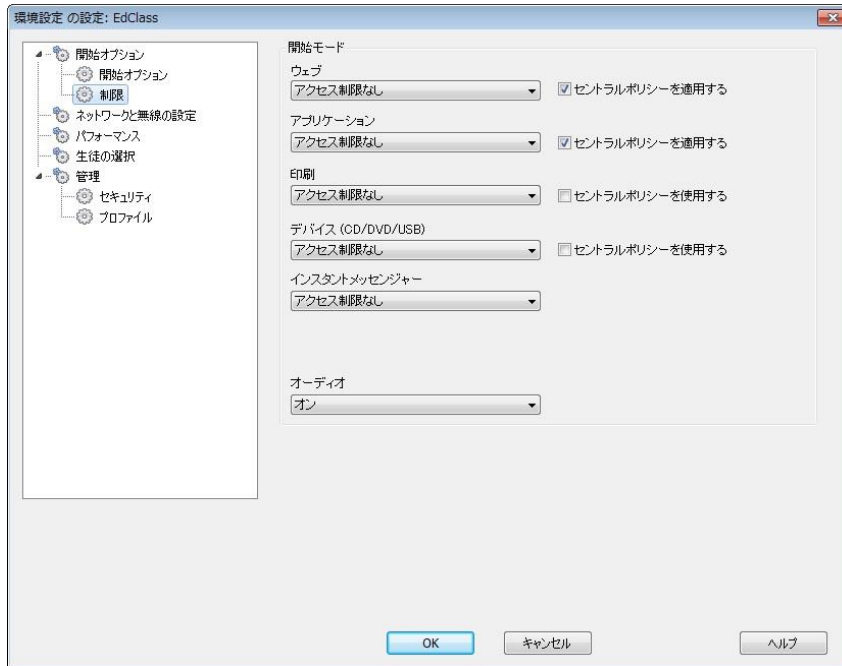 環境設定 の設定: EdClass
開始オプション
開始オプション
制限
ネットワークと無線の設定
パフォーマンス
生徒の選択
管理
セキュリティ
プロファイル
開始モード
ウェブ
アクセス制限なし
セントラルポリシーを適用する
アプリケーション
アクセス制限なし
セントラルポリシーを適用する
印刷
アクセス制限なし
セントラルポリシーを使用する
デバイス (CD/DVD/USB)
アクセス制限なし
セントラルポリシーを使用する
インスタントメッセンジャー
アクセス制限なし
オーディオ
オン
OK
キャンセル
ヘルプ